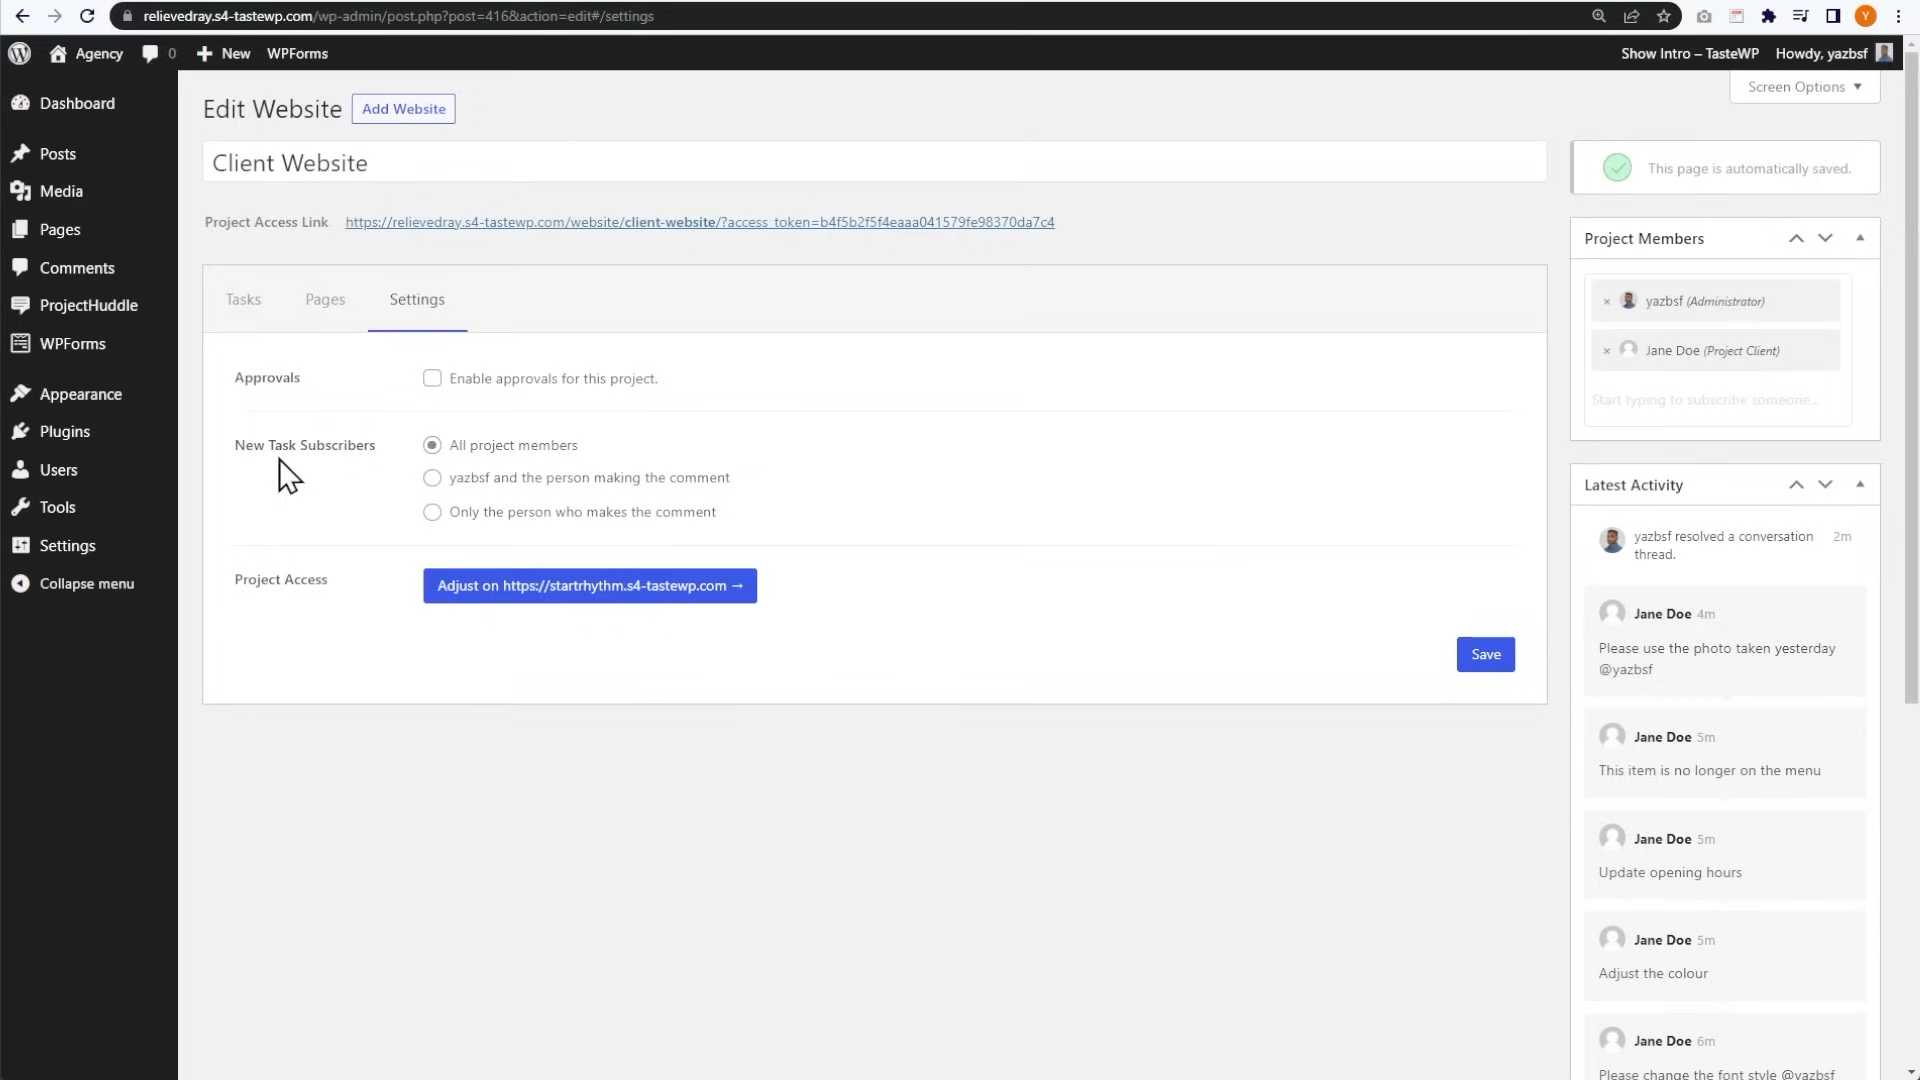 relievedray.s4-tastewp.com/wp-admin/post.php?post=416&action=edit#/settings
Y
Agency
0
New
WPForms
Show Intro – TasteWP
Howdy, yazbsf
Dashboard
Posts
Media
Pages
Comments
ProjectHuddle
WPForms
Appearance
Plugins
Users
Tools
Settings
Collapse menu
Screen Options
Edit Website
Add Website
Client Website
Project Access Link
https://relievedray.s4-tastewp.com/website/client-website/?access_token=b4f5b2f5f4eaaa041579fe98370da7c4
Tasks
Pages
Settings
Approvals
Enable approvals for this project.
New Task Subscribers
All project members
yazbsf and the person making the comment
Only the person who makes the comment
Project Access
Adjust on https://startrhythm.s4-tastewp.com →
Save
This page is automatically saved.
Project Members
× yazbsf (Administrator)
× Jane Doe (Project Client)
Start typing to subscribe someone...
Latest Activity
yazbsf resolved a conversation 2m
thread.
Jane Doe 4m
Please use the photo taken yesterday
@yazbsf
Jane Doe 5m
This item is no longer on the menu
Jane Doe 5m
Update opening hours
Jane Doe 5m
Adjust the colour
Jane Doe 6m
Please change the font style @yazbsf